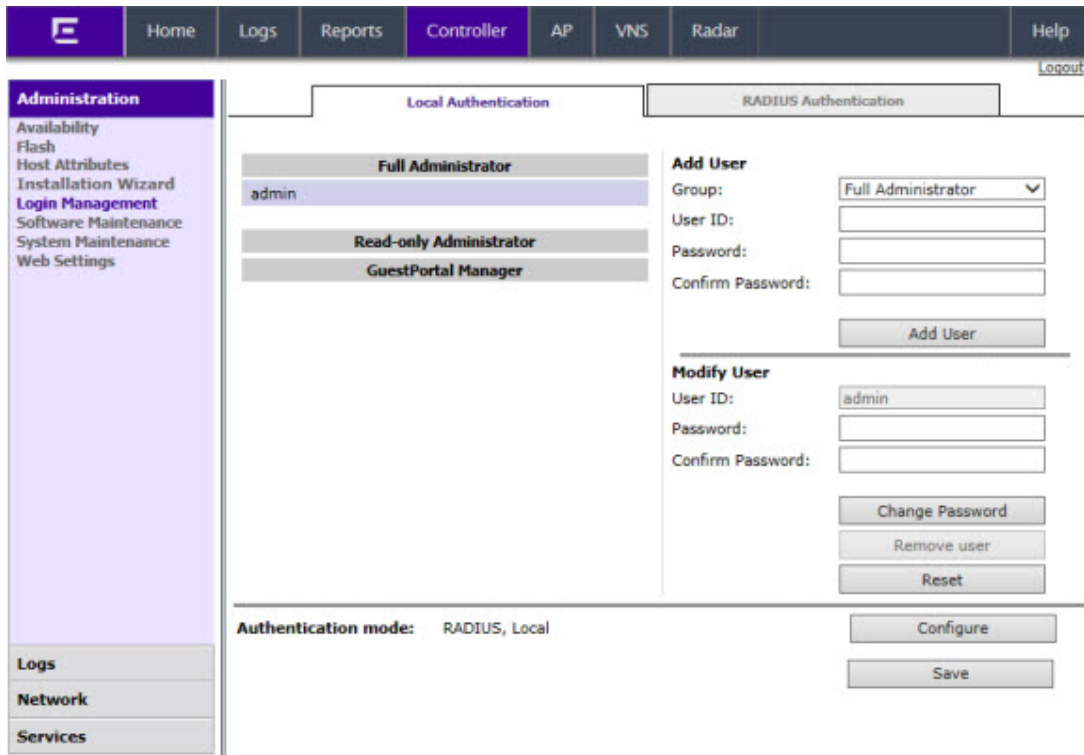 Home Logs Reports Controller AP VNS Radar Help
Logout
Administration
Availability
Flash
Host Attributes
Installation Wizard
Login Management
Software Maintenance
System Maintenance
Web Settings
Logs
Network
Services
Local Authentication
RADIUS Authentication
Full Administrator
admin
Read-only Administrator
GuestPortal Manager
Add User
Group: Full Administrator
User ID:
Password:
Confirm Password:
Add User
Modify User
User ID: admin
Password:
Confirm Password:
Change Password
Remove user
Reset
Authentication mode: RADIUS, Local
Configure
Save